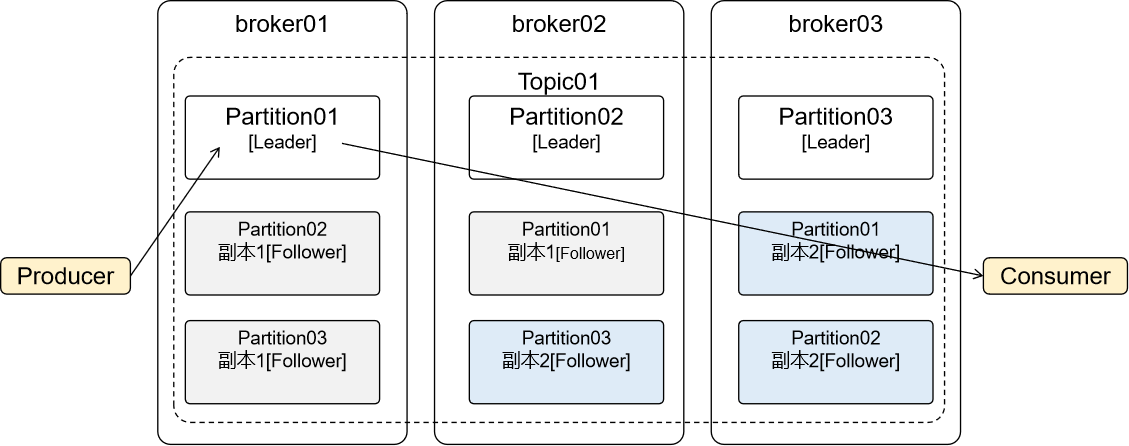 broker01
broker02
broker03
Topic01
Partition01
[Leader]
Partition02
[Leader]
Partition03
[Leader]
Partition02
副本1[Follower]
Partition01
副本1[Follower]
Partition01
副本2[Follower]
Producer
Consumer
Partition03
副本1[Follower]
Partition03
副本2[Follower]
Partition02
副本2[Follower]